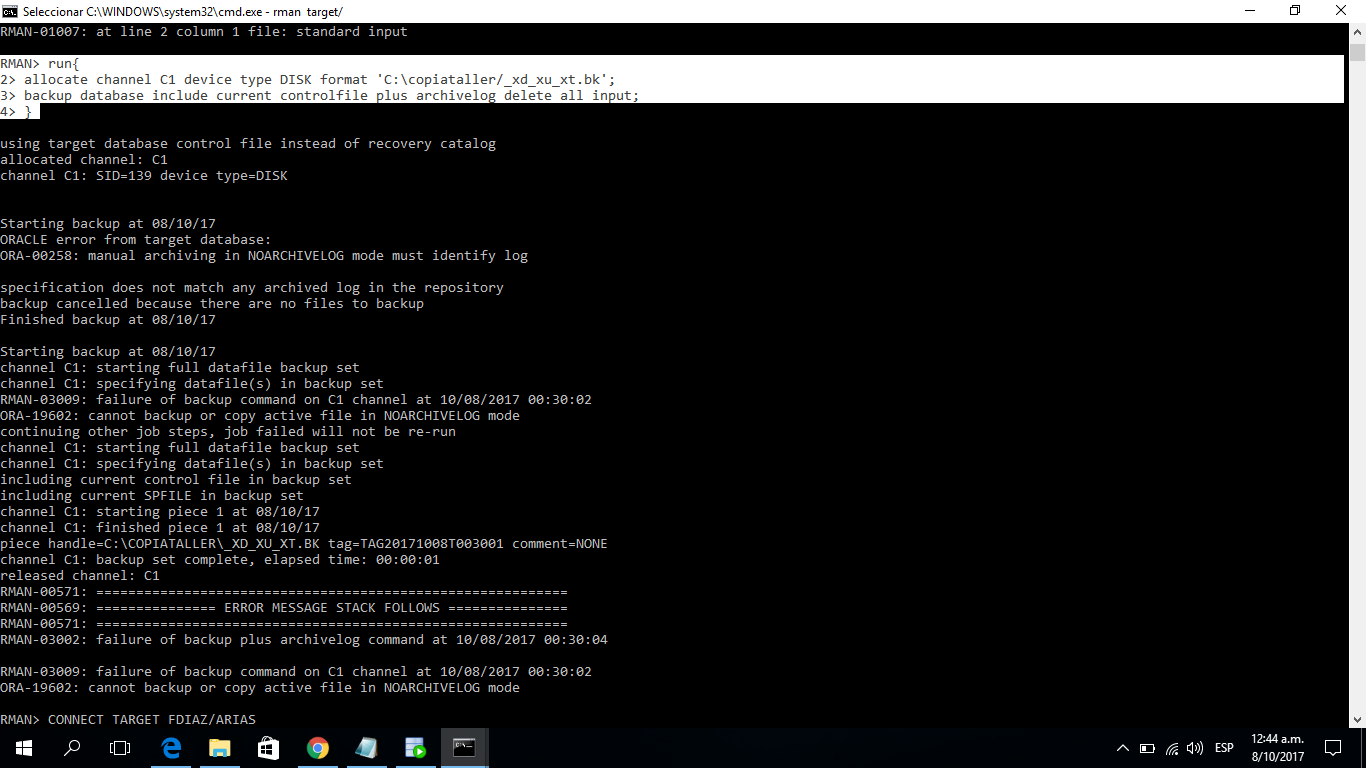 Seleccionar C:\WINDOWS\system32\cmd.exe - rman target/
RMAN-01007: at line 2 column 1 file: standard input
RMAN> run{
2> allocate channel C1 device type DISK format 'C:\copiataller/_xd_xu_xt.bk';
3> backup database include current controlfile plus archivelog delete all input;
4> }
using target database control file instead of recovery catalog
allocated channel: C1
channel C1: SID=139 device type=DISK
Starting backup at 08/10/17
ORACLE error from target database:
ORA-00258: manual archiving in NOARCHIVELOG mode must identify log
specification does not match any archived log in the repository
backup cancelled because there are no files to backup
Finished backup at 08/10/17
Starting backup at 08/10/17
channel C1: starting full datafile backup set
channel C1: specifying datafile(s) in backup set
RMAN-03009: failure of backup command on C1 channel at 10/08/2017 00:30:02
ORA-19602: cannot backup or copy active file in NOARCHIVELOG mode
continuing other job steps, job failed will not be re-run
channel C1: starting full datafile backup set
channel C1: specifying datafile(s) in backup set
including current control file in backup set
including current SPFILE in backup set
channel C1: starting piece 1 at 08/10/17
channel C1: finished piece 1 at 08/10/17
piece handle=C:\COPIATALLER\_XD_XU_XT.BK tag=TAG20171008T003001 comment=NONE
channel C1: backup set complete, elapsed time: 00:00:01
released channel: C1
RMAN-00571: ===========================================================
RMAN-00569: =============== ERROR MESSAGE STACK FOLLOWS ===============
RMAN-00571: ===========================================================
RMAN-03002: failure of backup plus archivelog command at 10/08/2017 00:30:04
RMAN-03009: failure of backup command on C1 channel at 10/08/2017 00:30:02
ORA-19602: cannot backup or copy active file in NOARCHIVELOG mode
RMAN> CONNECT TARGET FDIAZ/ARIAS
ESP
12:44 a.m.
8/10/2017